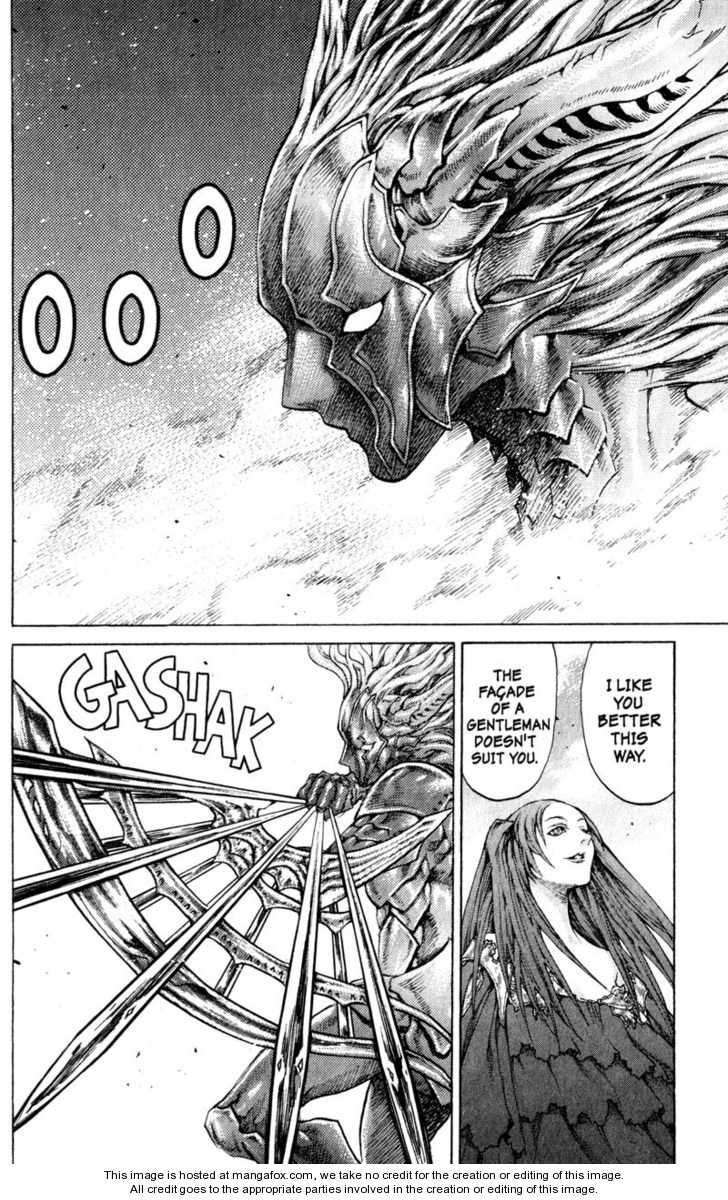 OOO
I LIKE
YOU
BETTER
THIS
WAY.
THE
FAÇADE
OF A
GENTLEMAN
DOESN'T
SUIT YOU.
GASHAK
This image is hosted at mangafox.com, we take no credit for the creation or editing of this image.
All credit goes to the appropriate parties involved in the creation or editing of this image.